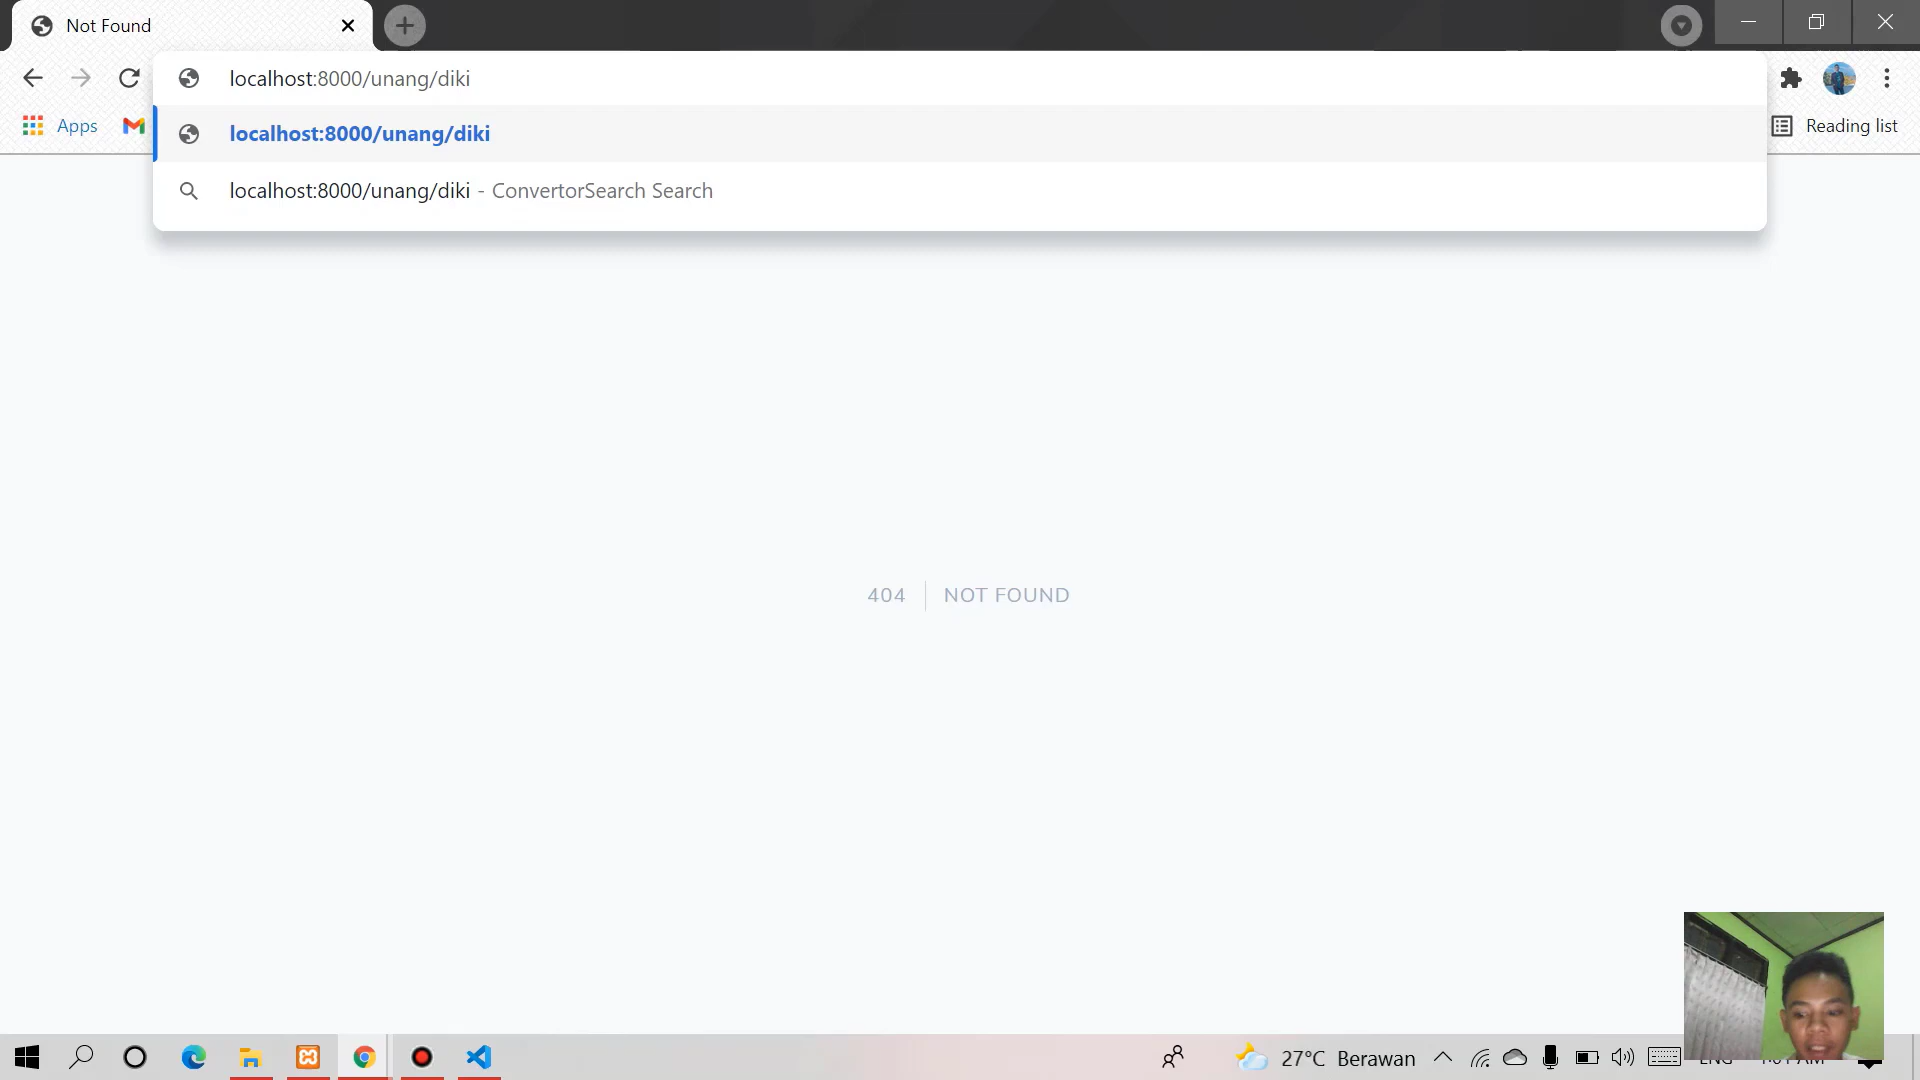 Not Found
localhost:8000/unang/diki
Apps
Reading list
localhost:8000/unang/diki
localhost:8000/unang/diki - ConvertorSearch Search
404 NOT FOUND
27°C Berawan